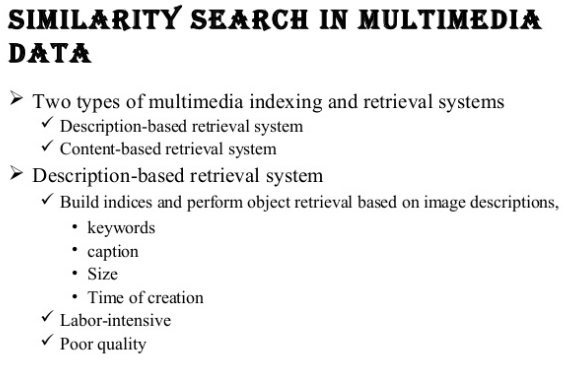 SIMILARITY SEARCH IN MULTIMEDIA
DATA
➢ Two types of multimedia indexing and retrieval systems
✓ Description-based retrieval system
✓ Content-based retrieval system
➢ Description-based retrieval system
✓ Build indices and perform object retrieval based on image descriptions,
• keywords
• caption
• Size
• Time of creation
✓ Labor-intensive
✓ Poor quality